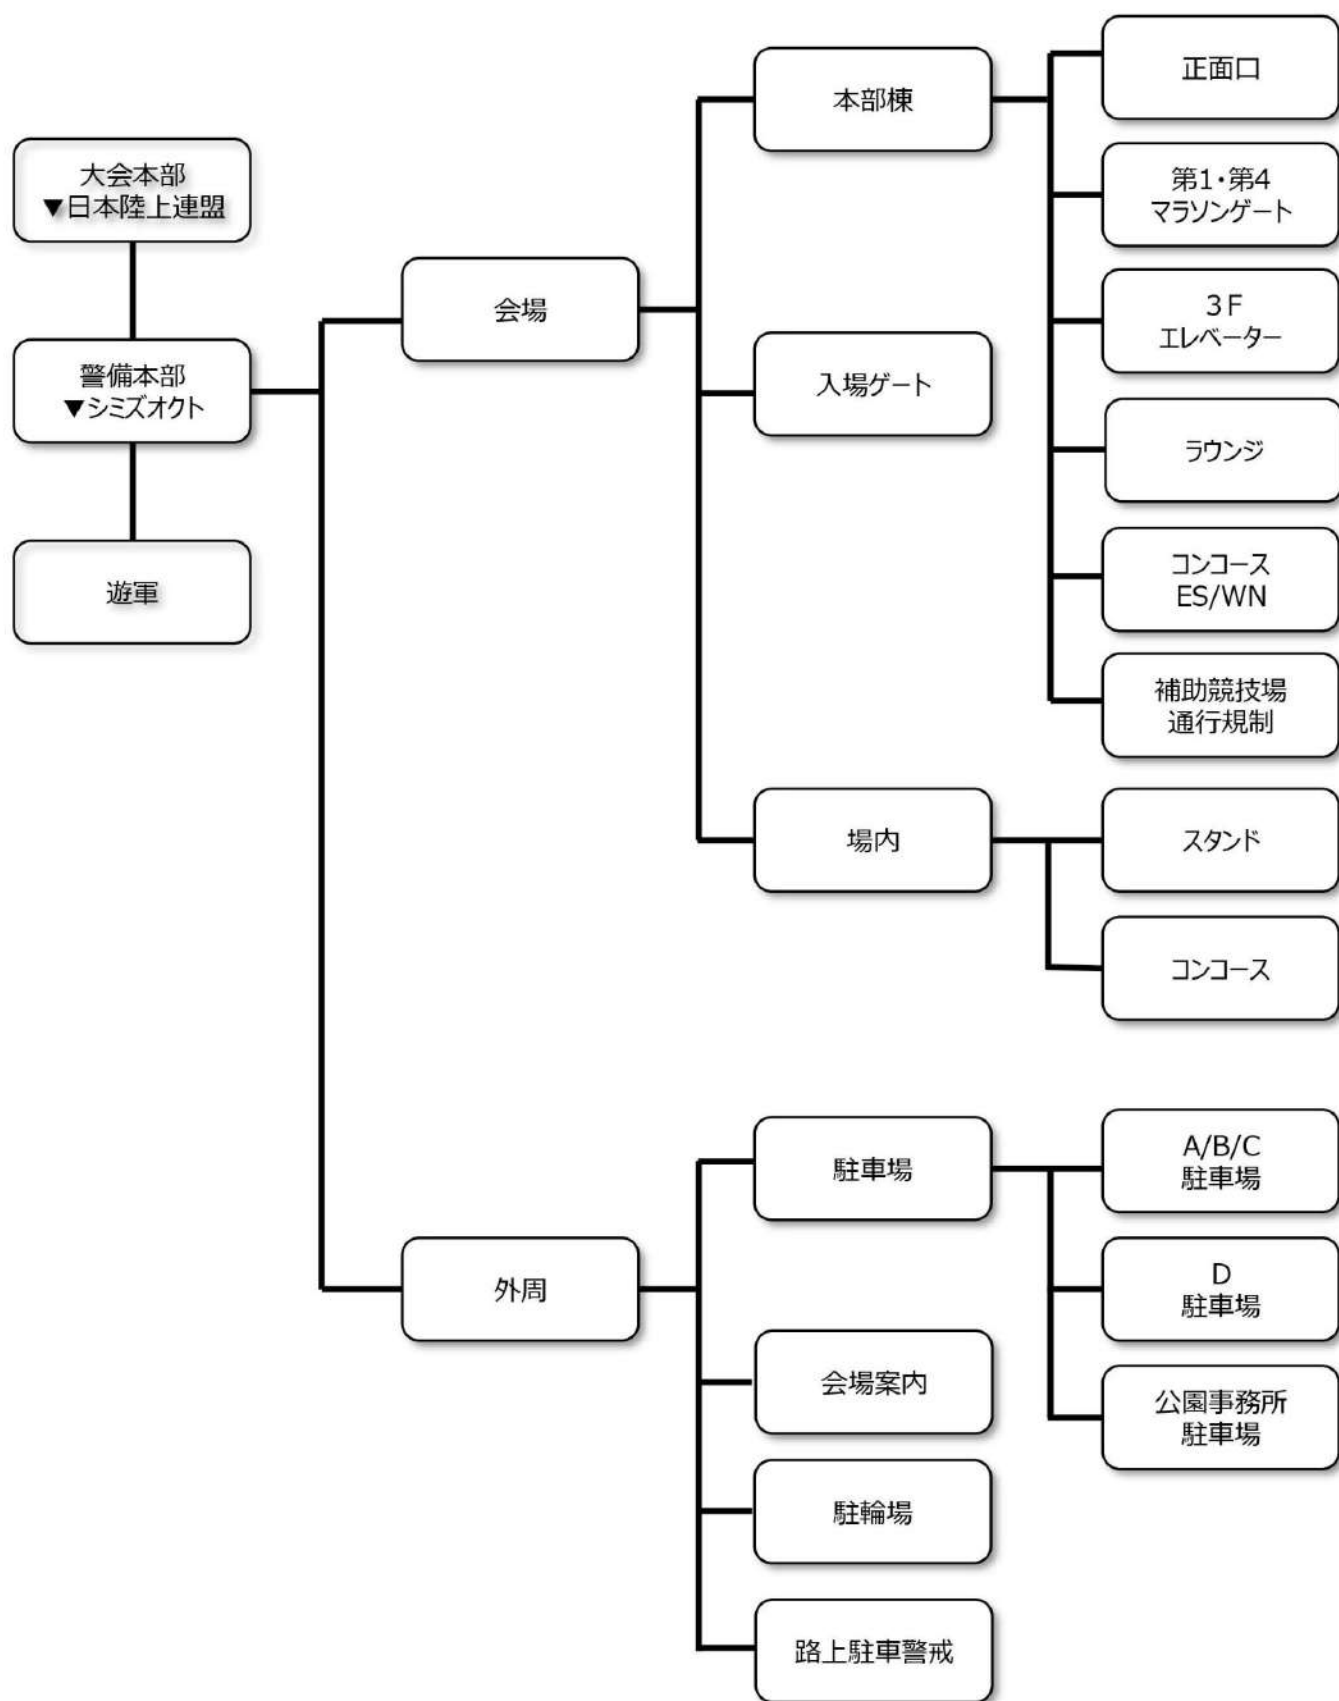 大会本部
▼日本陸上連盟
警備本部
▼シミズオクト
遊軍
会場
本部棟
正面口
第1・第4
マラソンゲート
3F
エレベーター
ラウンジ
コンコース
ES/WN
補助競技場
通行規制
入場ゲート
場内
スタンド
コンコース
外周
駐車場
A/B/C
駐車場
D
駐車場
公園事務所
駐車場
会場案内
駐輪場
路上駐車警戒